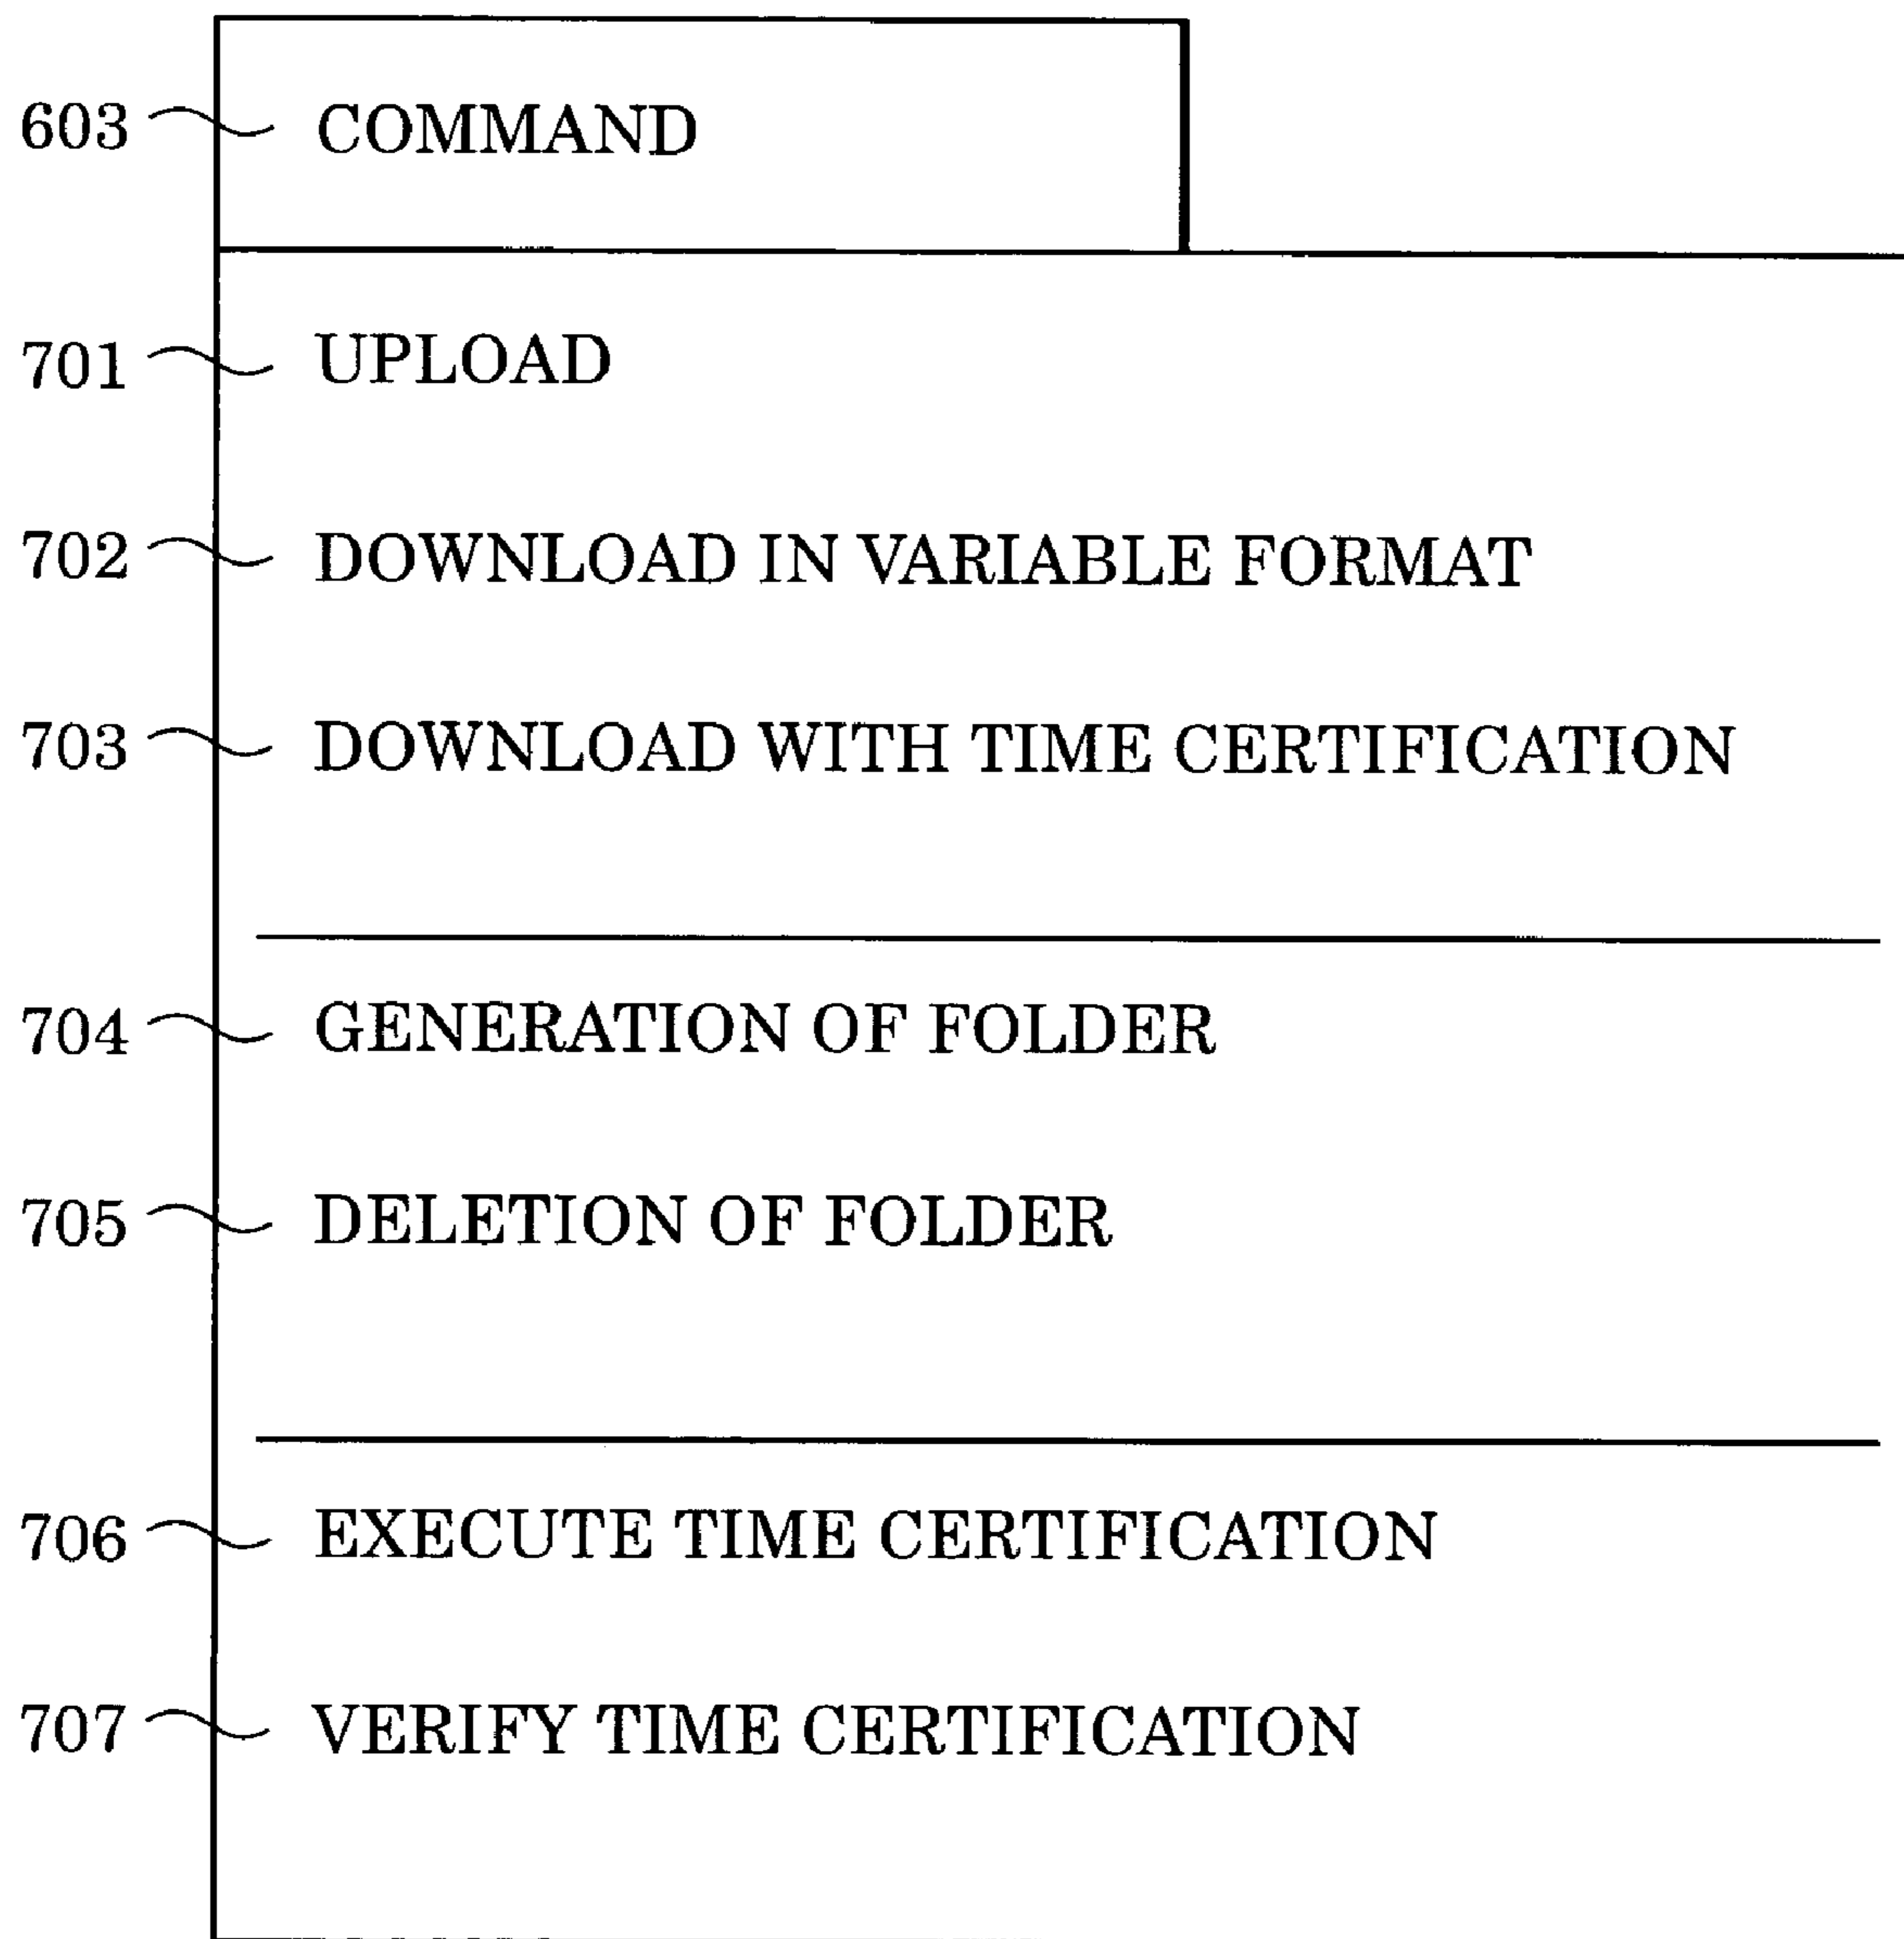 603 COMMAND
701 UPLOAD
702 DOWNLOAD IN VARIABLE FORMAT
703 DOWNLOAD WITH TIME CERTIFICATION
704 GENERATION OF FOLDER
705 DELETION OF FOLDER
706 EXECUTE TIME CERTIFICATION
707 VERIFY TIME CERTIFICATION